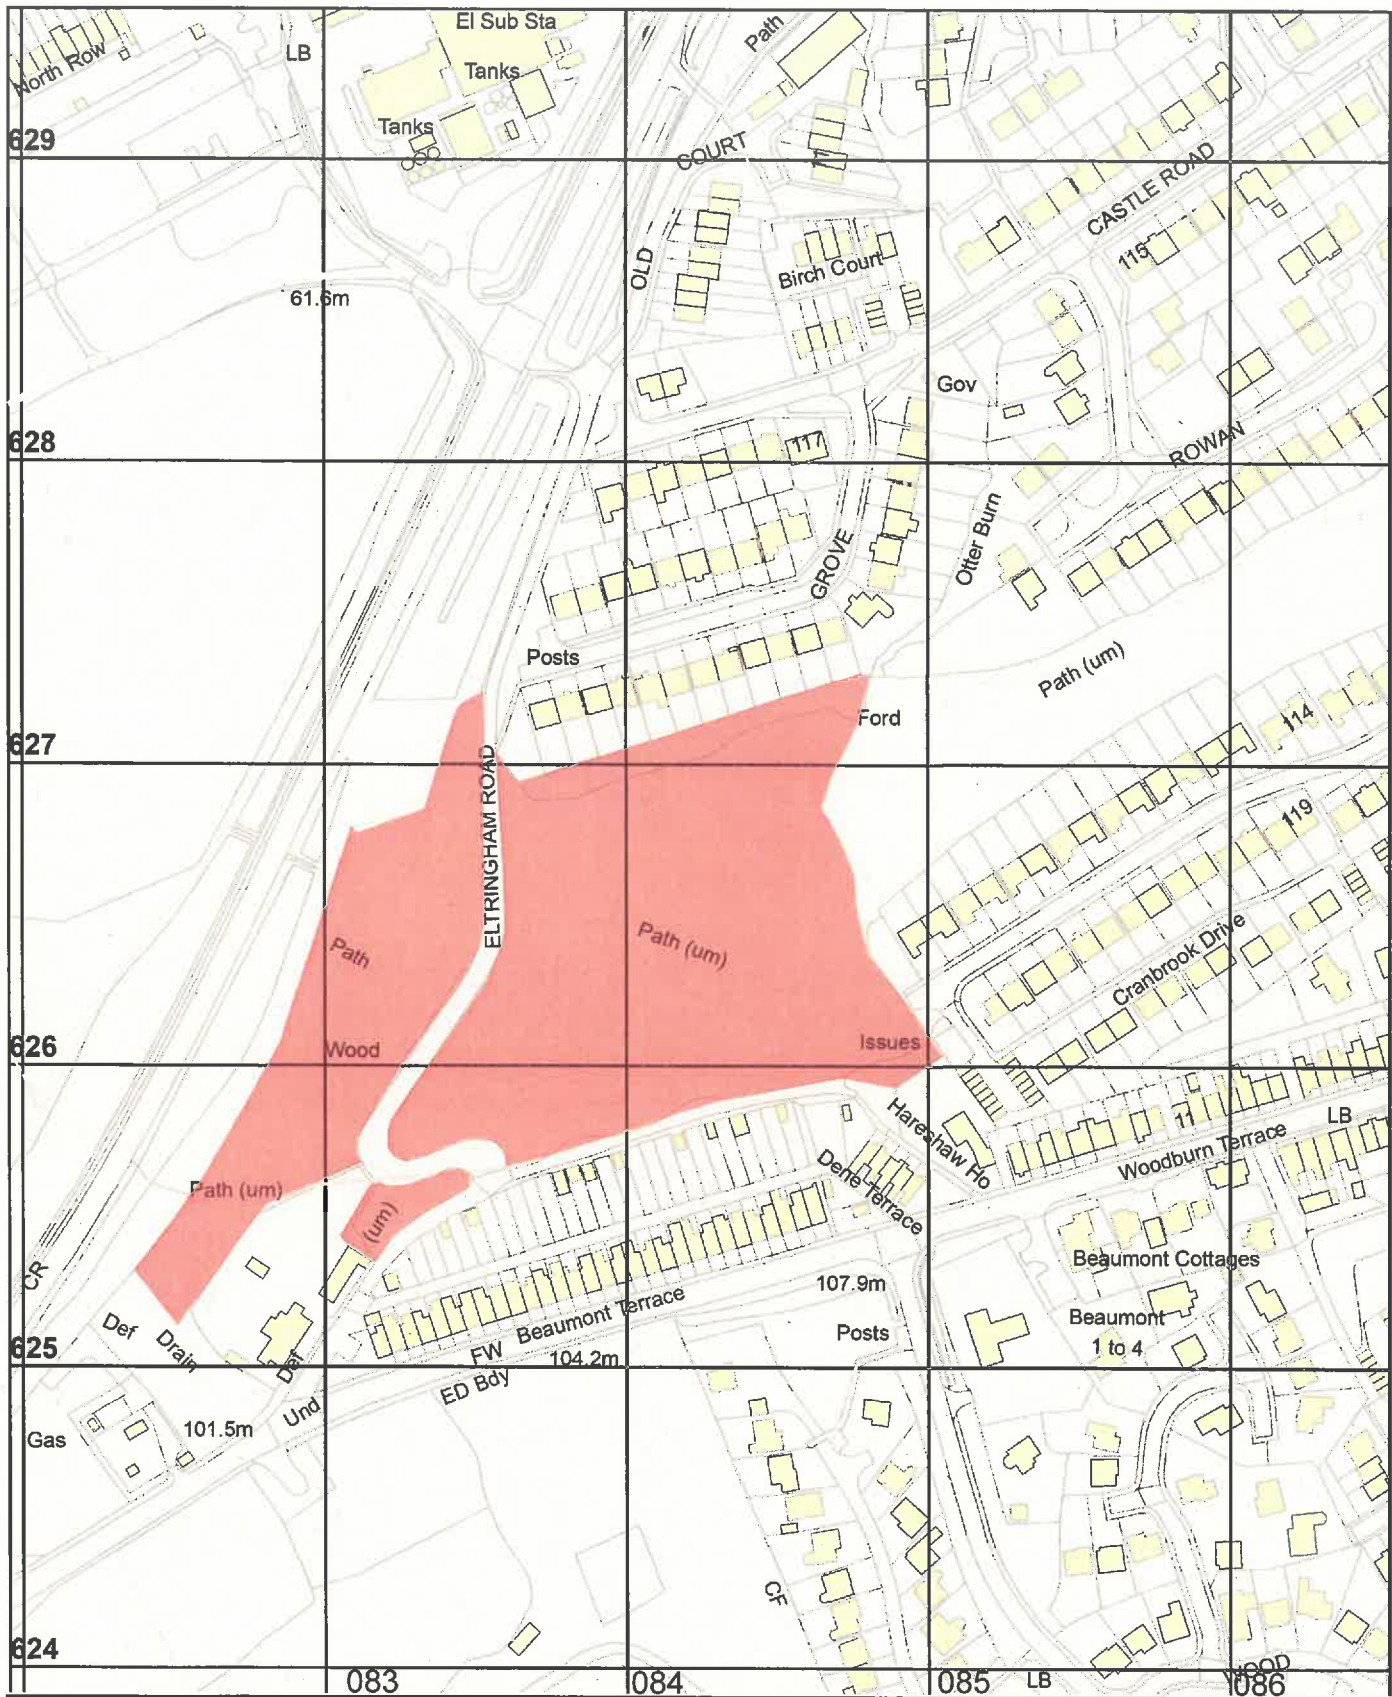 El Sub Sta
LB
Path
North Row
Tanks
Tanks
629
COURT
11
CASTLE ROAD
115
OLD
Birch Court
61.6m
Gov
628
117
ROWAN
Otter Burn
GROVE
Posts
Path (um)
Ford
114
627
ELTRINGHAM ROAD
119
Path
Path (um)
Cranbrook Drive
626
Wood
Issues
Hareshaw Ho
11
LB
Woodburn Terrace
Dene Terrace
Path (um)
(um)
CR
Beaumont Cottages
107.9m
Beaumont Terrace
Beaumont
1 to 4
Def
Drain
Def
Posts
625
FW
104.2m
ED Bdy
Und
101.5m
Gas
CF
624
083
084
085
LB
WOOD
086